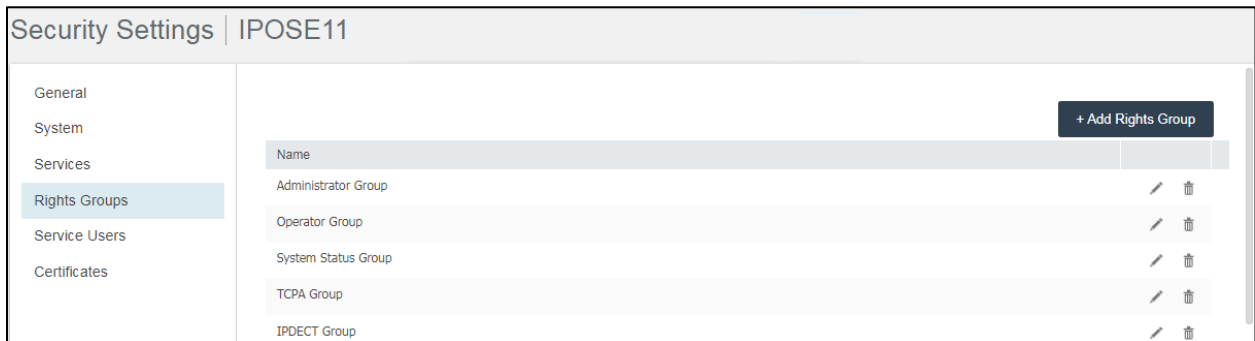 Security Settings | IPOSE11
General
System
Services
Rights Groups
Service Users
Certificates
+ Add Rights Group
Name
Administrator Group
Operator Group
System Status Group
TCPA Group
IPDECT Group